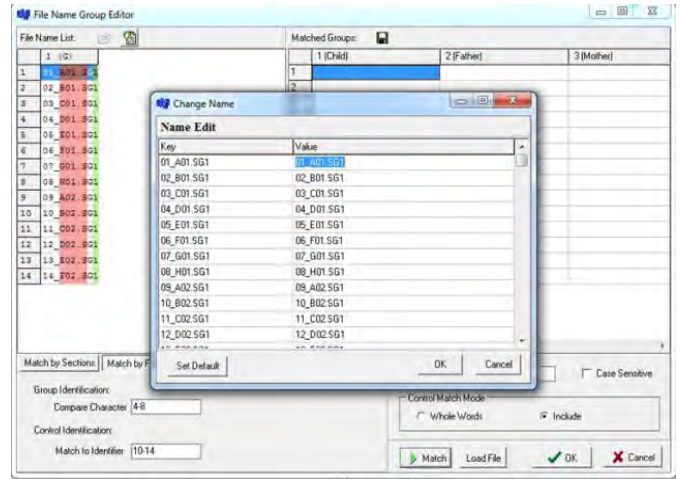 File Name Group Editor
File Name List:
Matched Groups:
1 (G)
1 (Child) 2 (Father) 3 (Mother)
1
2
1
2 02_B01.SG1
3 03_C01.SG1
4 04_D01.SG1
5 05_E01.SG1
6 06_F01.SG1
7 07_G01.SG1
8 08_H01.SG1
9 09_A02.SG1
10 10_B02.SG1
11 11_C02.SG1
12 12_D02.SG1
13 13_E02.SG1
14 14_F02.SG1
Change Name
Name Edit
Key Value
01_A01.SG1 01_A01.SG1
02_B01.SG1 02_B01.SG1
03_C01.SG1 03_C01.SG1
04_D01.SG1 04_D01.SG1
05_E01.SG1 05_E01.SG1
06_F01.SG1 06_F01.SG1
07_G01.SG1 07_G01.SG1
08_H01.SG1 08_H01.SG1
09_A02.SG1 09_A02.SG1
10_B02.SG1 10_B02.SG1
11_C02.SG1 11_C02.SG1
12_D02.SG1 12_D02.SG1
Set Default OK Cancel
Match by Sections Match by F
Case Sensitive
Group Identification:
Compare Character 4-8
Control Identification:
Match to Identifier 10-14
Control Match Mode
Whole Words Include
Match Load File OK Cancel